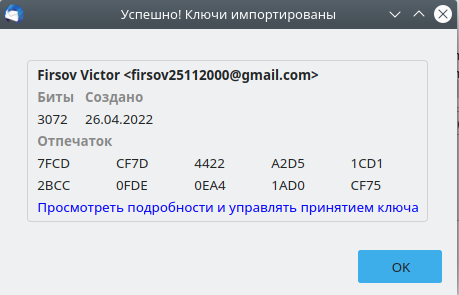 Успешно! Ключи импортированы
Firsov Victor <firsov25112000@gmail.com>
Биты Создано
3072 26.04.2022
Отпечаток
7FCD CF7D 4422 A2D5 1CD1
2BCC 0FDE 0EA4 1AD0 CF75
Просмотреть подробности и управлять принятием ключа
OK